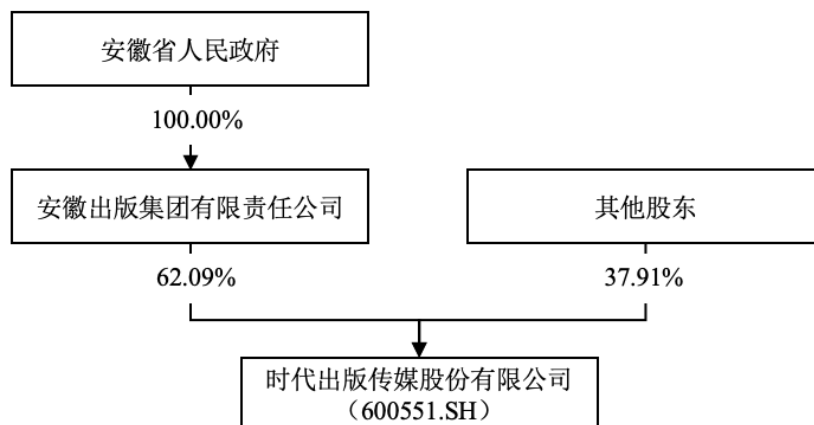 安徽省人民政府
100.00%
安徽出版集团有限责任公司
其他股东
62.09%
37.91%
时代出版传媒股份有限公司
（600551.SH）